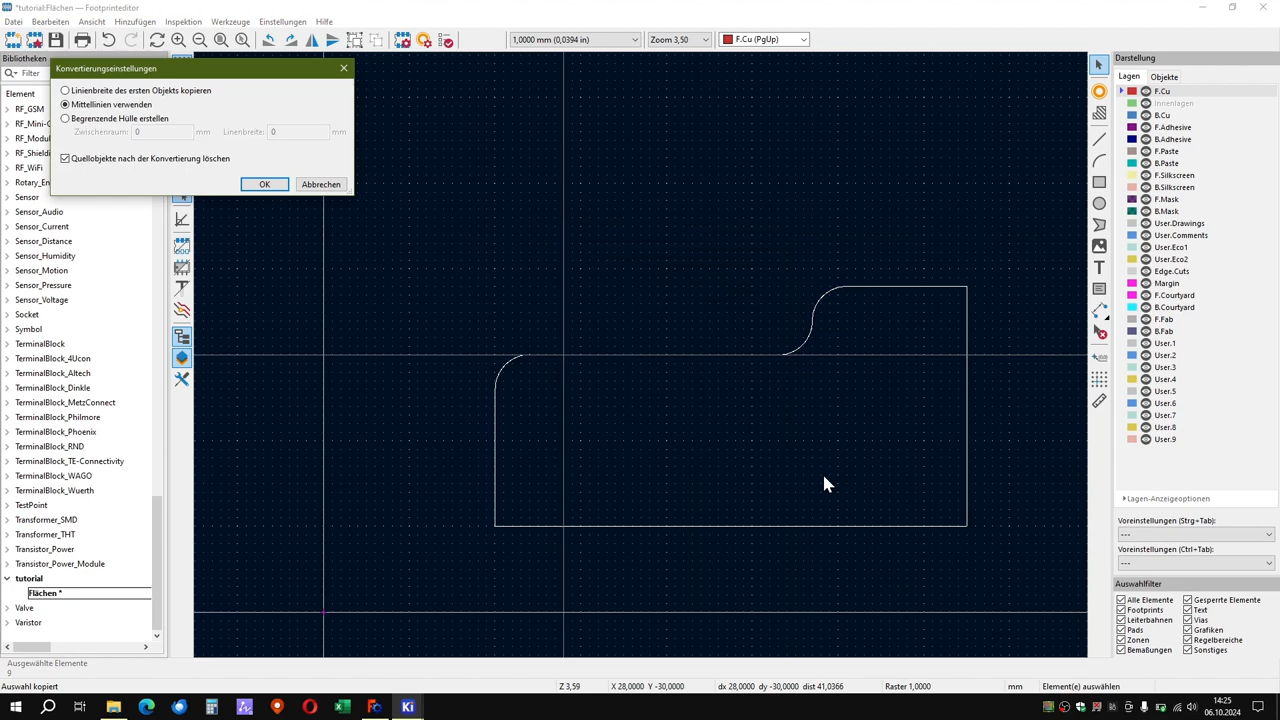 *tutorial:Flächen — Footprinteditor
Datei Bearbeiten Ansicht Hinzufügen Inspektion Werkzeuge Einstellungen Hilfe
1,0000 mm (0,0394 in) Zoom 3,50 F.Cu (PgUp)
Bibliotheken
Filter
Element
RF_GSM
RF_Mini-C
RF_Modul
RF_Shieldi
RF_WiFi
Rotary_En
Sensor
Sensor_Audio
Sensor_Current
Sensor_Distance
Sensor_Humidity
Sensor_Motion
Sensor_Pressure
Sensor_Voltage
Socket
Symbol
TerminalBlock
TerminalBlock_4Ucon
TerminalBlock_Altech
TerminalBlock_Dinkle
TerminalBlock_MetzConnect
TerminalBlock_Philmore
TerminalBlock_Phoenix
TerminalBlock_RND
TerminalBlock_TE-Connectivity
TerminalBlock_WAGO
TerminalBlock_Wuerth
TestPoint
Transformer_SMD
Transformer_THT
Transistor_Power
Transistor_Power_Module
tutorial
Flächen *
Valve
Varistor
Konvertierungseinstellungen
Linienbreite des ersten Objekts kopieren
Mittellinien verwenden
Begrenzende Hülle erstellen
Zwischenraum: 0 mm Linenbreite: 0 mm
Quellobjekte nach der Konvertierung löschen
OK Abbrechen
Darstellung
Lagen Objekte
F.Cu
Innenlagen
B.Cu
F.Adhesive
B.Adhesive
F.Paste
B.Paste
F.Silkscreen
B.Silkscreen
F.Mask
B.Mask
User.Drawings
User.Comments
User.Eco1
User.Eco2
Edge.Cuts
Margin
F.Courtyard
B.Courtyard
F.Fab
B.Fab
User.1
User.2
User.3
User.4
User.5
User.6
User.7
User.8
User.9
Lagen-Anzeigeoptionen
Voreinstellungen (Strg+Tab):
---
Voreinstellungen (Ctrl+Tab):
---
Auswahlfilter
Alle Elemente Gesperrte Elemente
Footprints Text
Leiterbahnen Vias
Pads Grafiken
Zonen Regelbereiche
Bemaßungen Sonstiges
Ausgewählte Elemente
9
Auswahl kopiert Z 3,59 X 28,0000 Y -30,0000 dx 28,0000 dy -30,0000 dist 41,0366 Raster 1,0000 mm Element(e) auswählen
Ki
14:25
06.10.2024